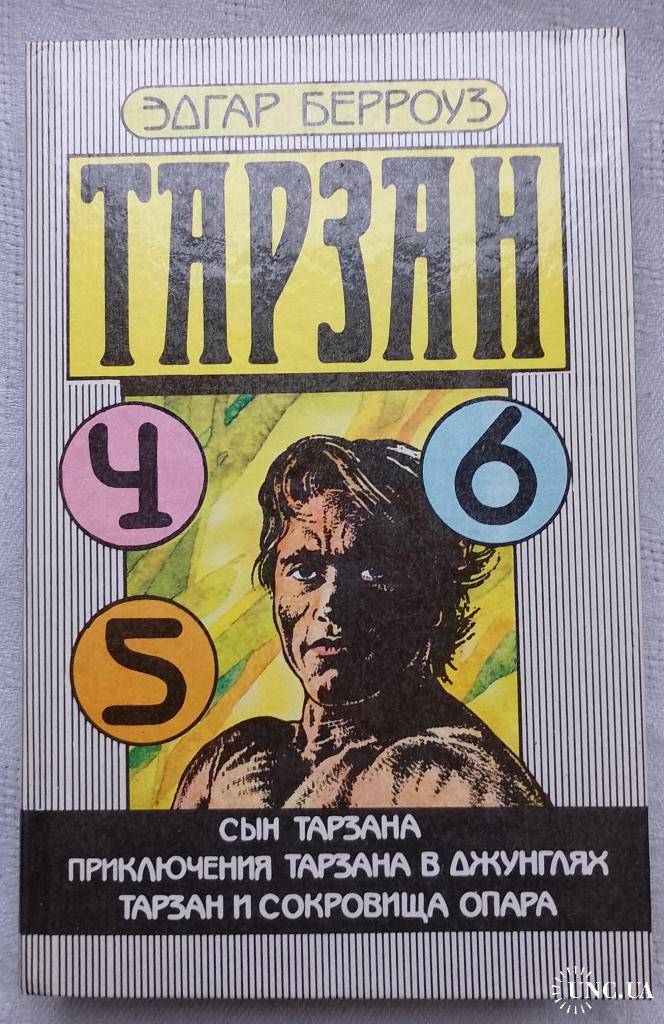 ЭДГАР БЕРРОУЗ
ТАРЗАН
4
6
5
СЫН ТАРЗАНА
ПРИКЛЮЧЕНИЯ ТАРЗАНА В ДЖУНГЛЯХ
ТАРЗАН И СОКРОВИЩА ОПАРА
UNC.UA